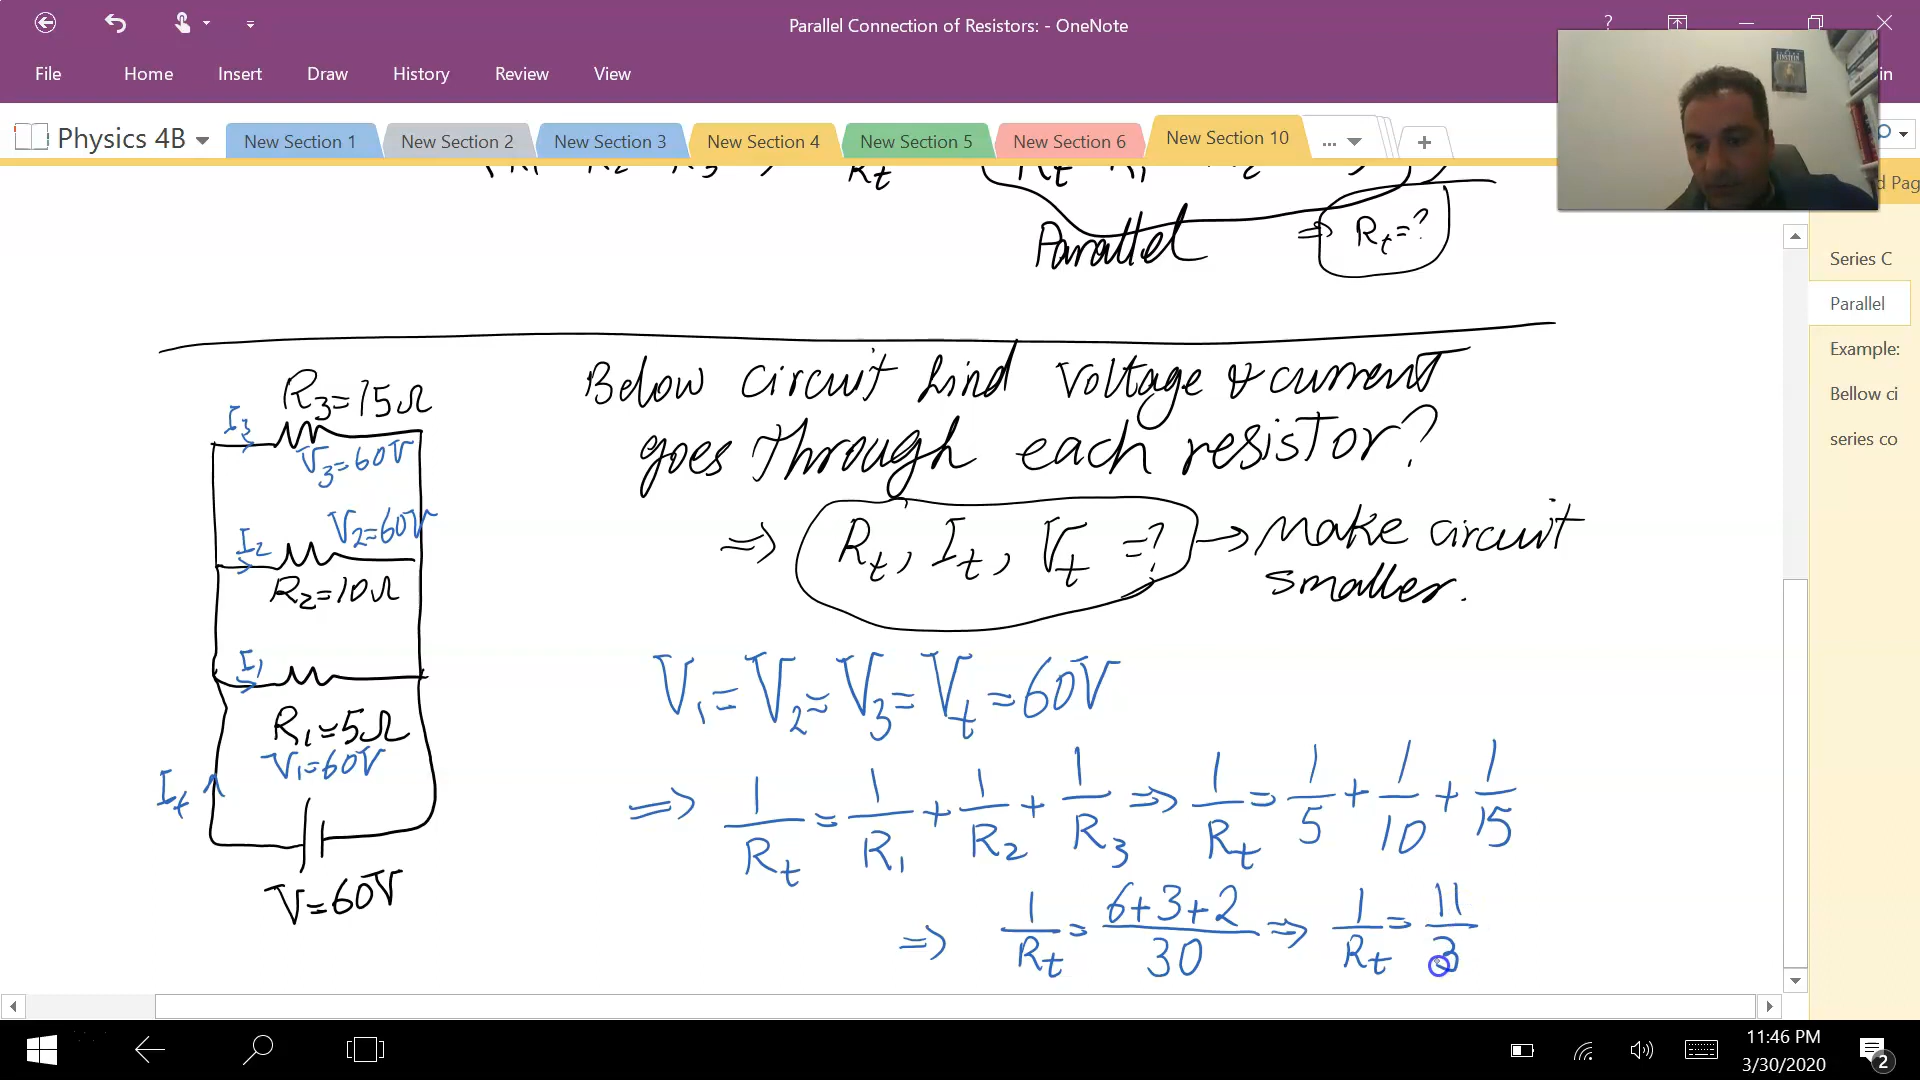 Parallel Connection of Resistors: - OneNote
?
File Home Insert Draw History Review View
in
Physics 4B
New Section 1 New Section 2 New Section 3 New Section 4 New Section 5 New Section 6 New Section 10 ... +
d Pag
Series C
Parallel
Example:
Bellow ci
series co
Parallel ⇒ Rt=?
Below circuit find Voltage & current
goes through each resistor?
⇒ Rt, It, Vt =? → Make circuit
smaller.
R3=15Ω
I3
V3=60V
V2=60V
I2
R2=10Ω
I1
R1=5Ω
V1=60V
It
V=60V
V1=V2=V3=Vt=60V
⇒ 1/Rt = 1/R1 + 1/R2 + 1/R3 ⇒ 1/Rt = 1/5 + 1/10 + 1/15
⇒ 1/Rt = 6+3+2/30 ⇒ 1/Rt = 11/3
11:46 PM
3/30/2020
2